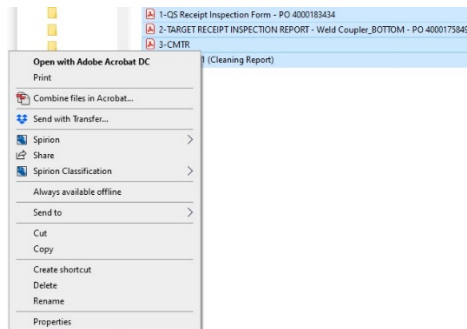 1-QS Receipt Inspection Form - PO 4000183434
2-TARGET RECEIPT INSPECTION REPORT - Weld Coupler_BOTTOM - PO 4000175849
3-CMTR
1 (Cleaning Report)
Open with Adobe Acrobat DC
Print
Combine files in Acrobat...
Send with Transfer...
Spirion
Share
Spirion Classification
Always available offline
Send to
Cut
Copy
Create shortcut
Delete
Rename
Properties